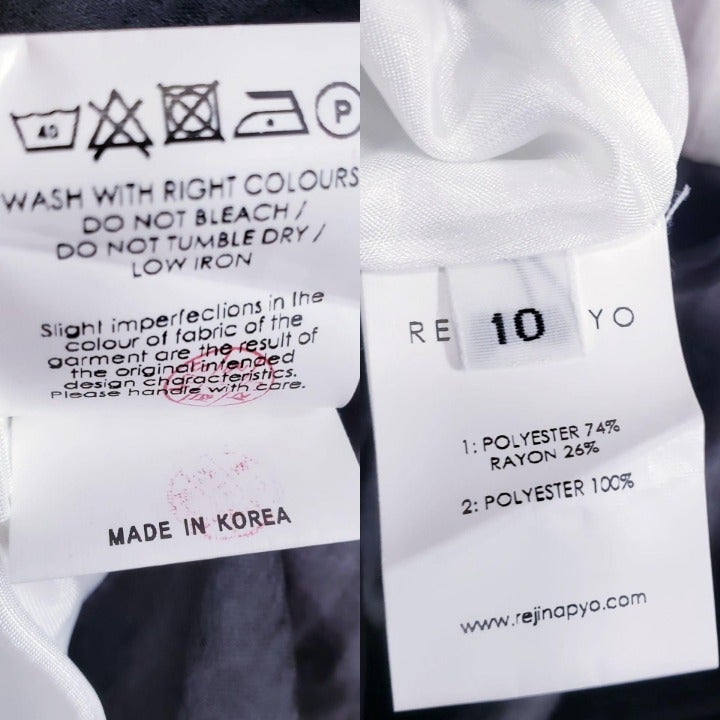 40
P
WASH WITH RIGHT COLOURS
DO NOT BLEACH /
DO NOT TUMBLE DRY /
LOW IRON
Slight imperfections in the
colour of fabric of the
garment are the result of
the original intended
design characteristics.
Please handle with care.
MADE IN KOREA
RE 10 YO
1: POLYESTER 74%
RAYON 26%
2: POLYESTER 100%
www.rejinapyo.com